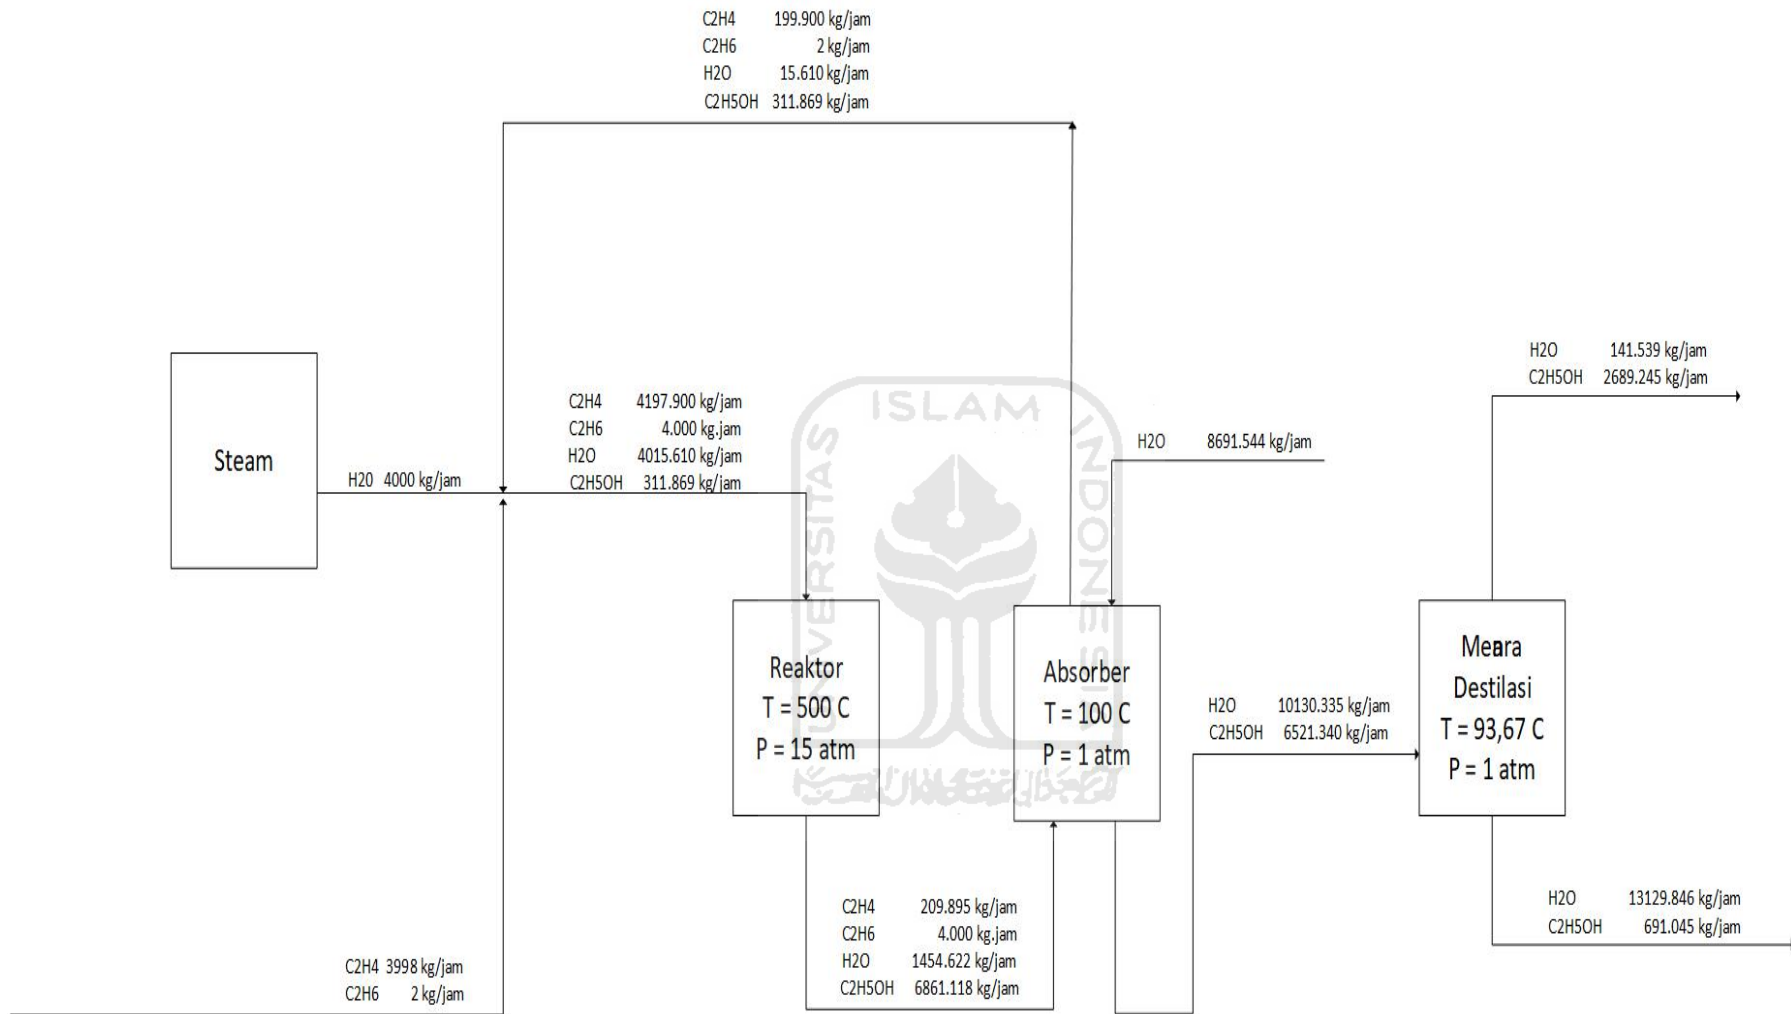 C2H4 199.900 kg/jam
C2H6 2 kg/jam
H2O 15.610 kg/jam
C2H5OH 311.869 kg/jam
Steam
H20 4000 kg/jam
C2H4 4197.900 kg/jam
C2H6 4.000 kg.jam
H2O 4015.610 kg/jam
C2H5OH 311.869 kg/jam
C2H4 3998 kg/jam
C2H6 2 kg/jam
Reaktor
T = 500 C
P = 15 atm
C2H4 209.895 kg/jam
C2H6 4.000 kg.jam
H2O 1454.622 kg/jam
C2H5OH 6861.118 kg/jam
H2O 8691.544 kg/jam
Absorber
T = 100 C
P = 1 atm
H2O 10130.335 kg/jam
C2H5OH 6521.340 kg/jam
Menara
Destilasi
T = 93,67 C
P = 1 atm
H2O 141.539 kg/jam
C2H5OH 2689.245 kg/jam
H2O 13129.846 kg/jam
C2H5OH 691.045 kg/jam
UNIVERSITAS
ISLAM
INDONESIA